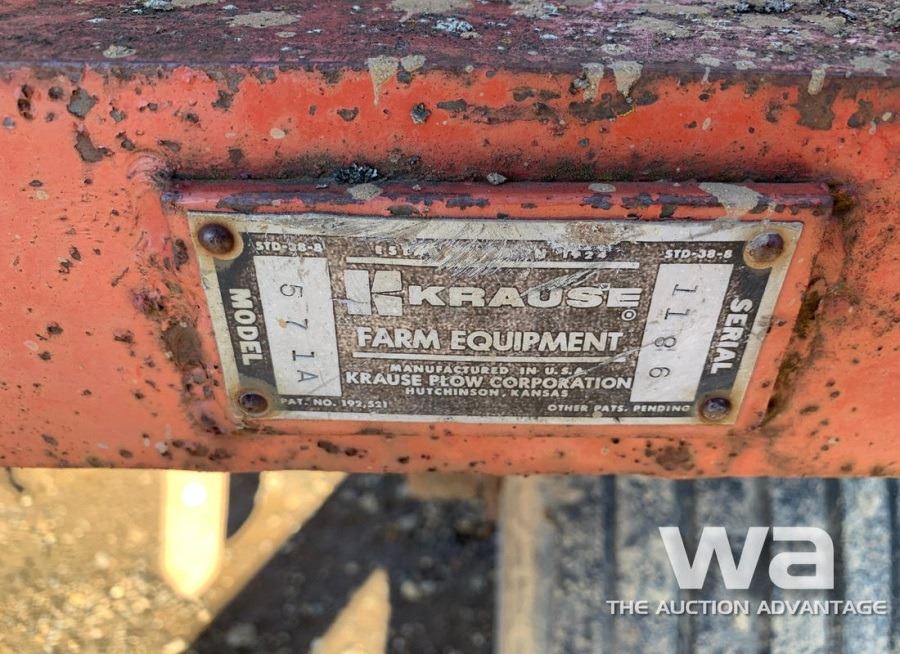 STD-38-8
STD-38-8
MODEL
571A
K KRAUSE ®
FARM EQUIPMENT
MANUFACTURED IN U.S.A.
KRAUSE PLOW CORPORATION
HUTCHINSON, KANSAS
PAT. NO. 192,521
OTHER PATS. PENDING
SERIAL
1186
wa
THE AUCTION ADVANTAGE